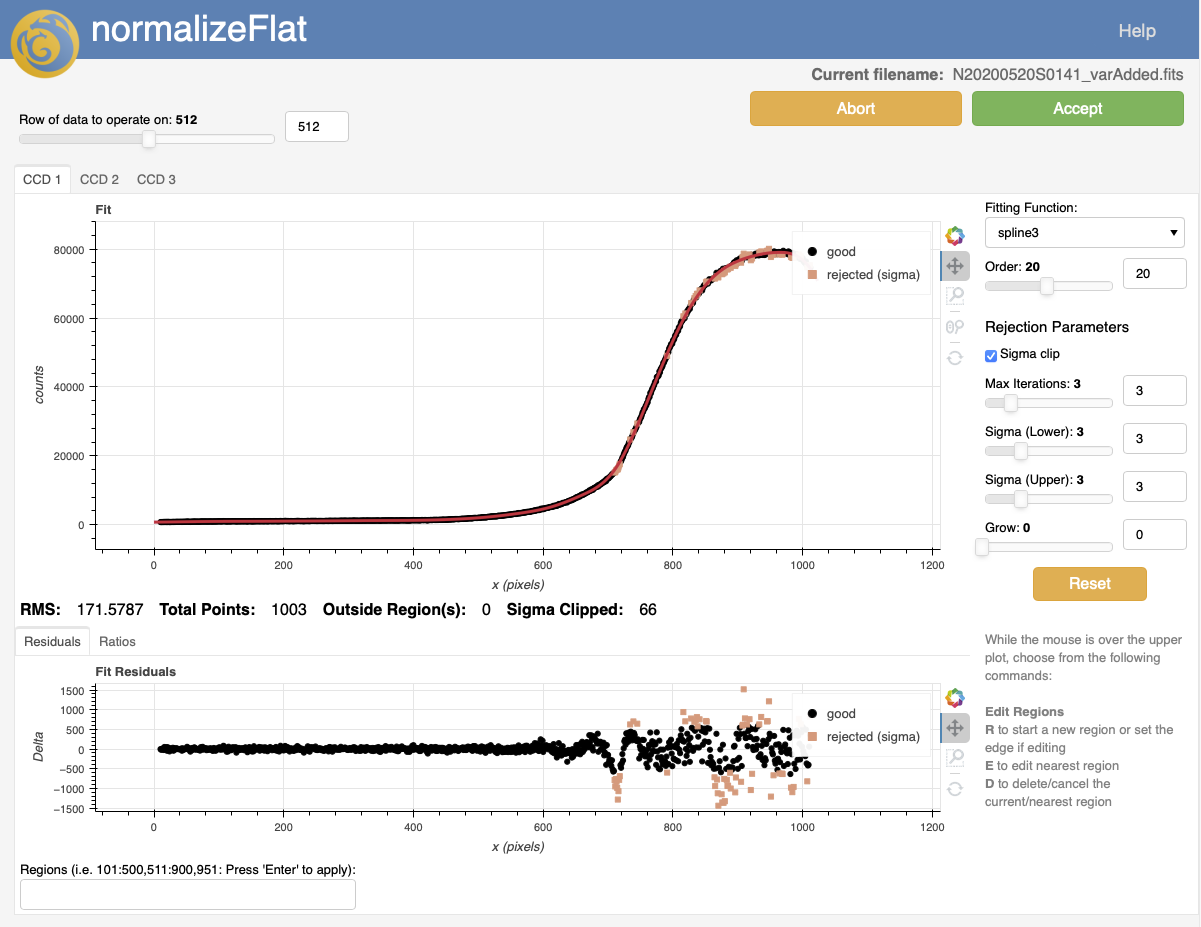 normalizeFlat
Help
Current filename: N20200520S0141_varAdded.fits
Abort
Accept
Row of data to operate on: 512
512
CCD 1
CCD 2
CCD 3
Fit
80000
60000
40000
20000
0
counts
good
rejected (sigma)
0
200
400
600
800
1000
1200
x (pixels)
Fitting Function:
spline3
Order: 20
20
Rejection Parameters
Sigma clip
Max Iterations: 3
3
Sigma (Lower): 3
3
Sigma (Upper): 3
3
Grow: 0
0
Reset
RMS: 171.5787 Total Points: 1003 Outside Region(s): 0 Sigma Clipped: 66
Residuals
Ratios
Fit Residuals
1500
1000
500
0
−500
−1000
−1500
Delta
good
rejected (sigma)
0
200
400
600
800
1000
1200
x (pixels)
While the mouse is over the upper
plot, choose from the following
commands:
Edit Regions
R to start a new region or set the
edge if editing
E to edit nearest region
D to delete/cancel the
current/nearest region
Regions (i.e. 101:500,511:900,951: Press 'Enter' to apply):